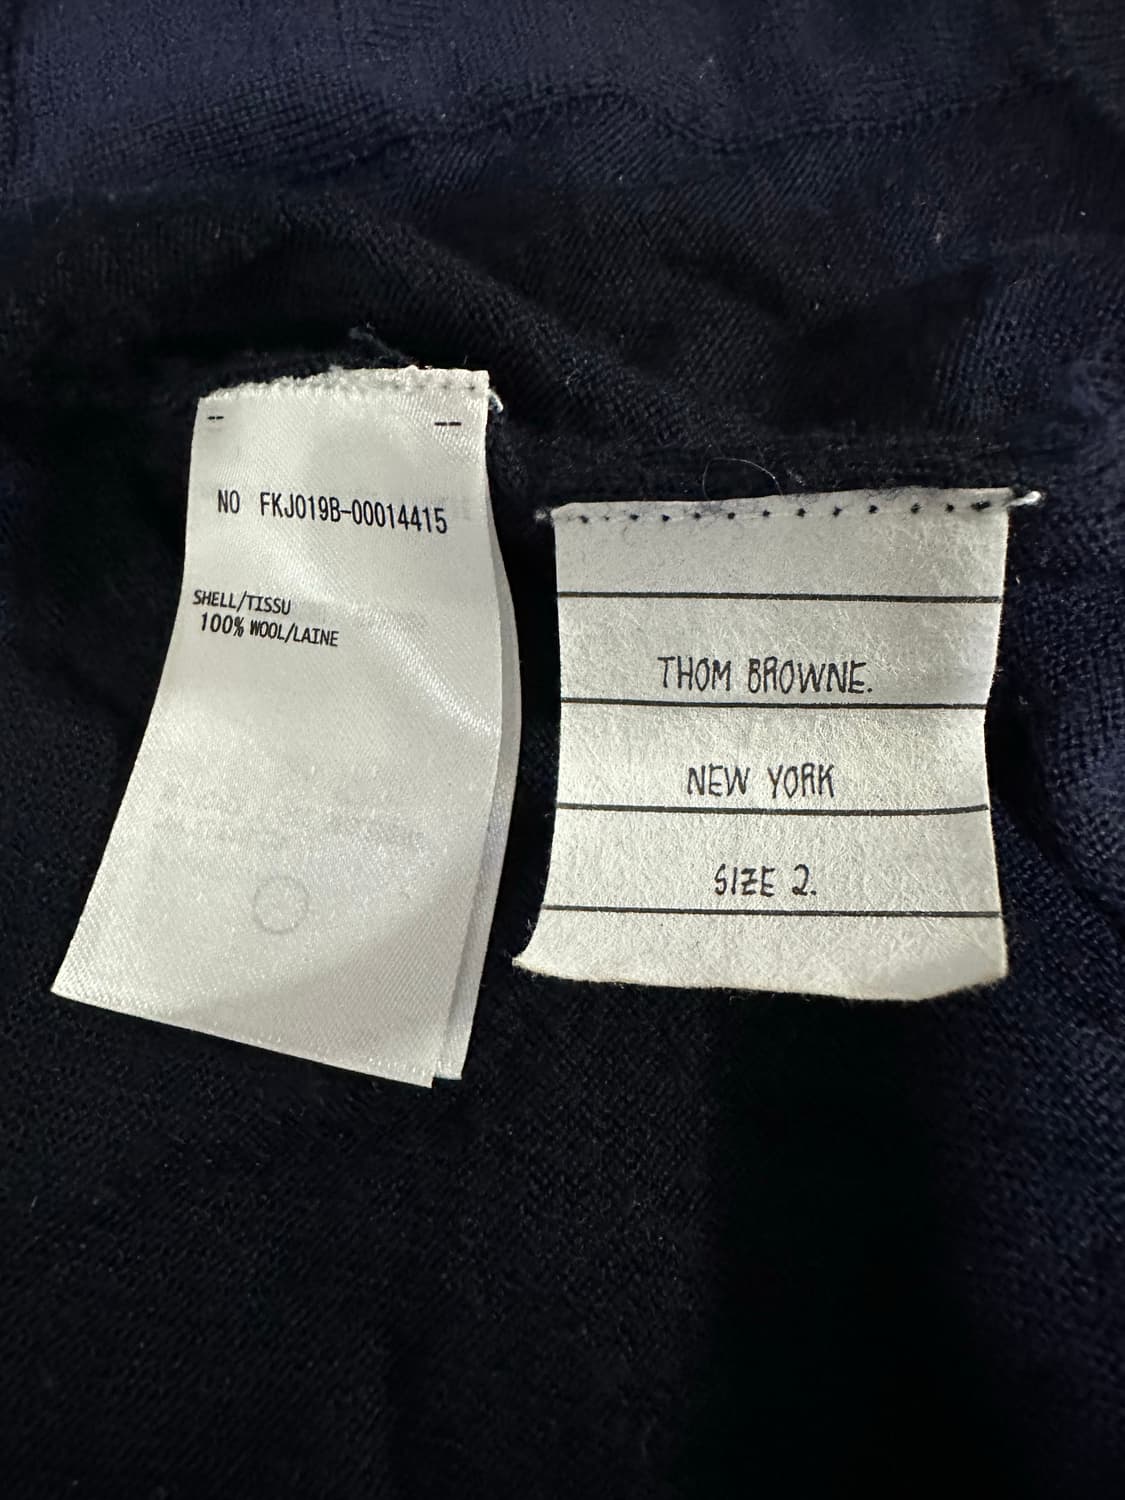 -- --
NO FKJ019B-00014415
SHELL/TISSU
100% WOOL/LAINE
THOM BROWNE.
NEW YORK
SIZE 2.